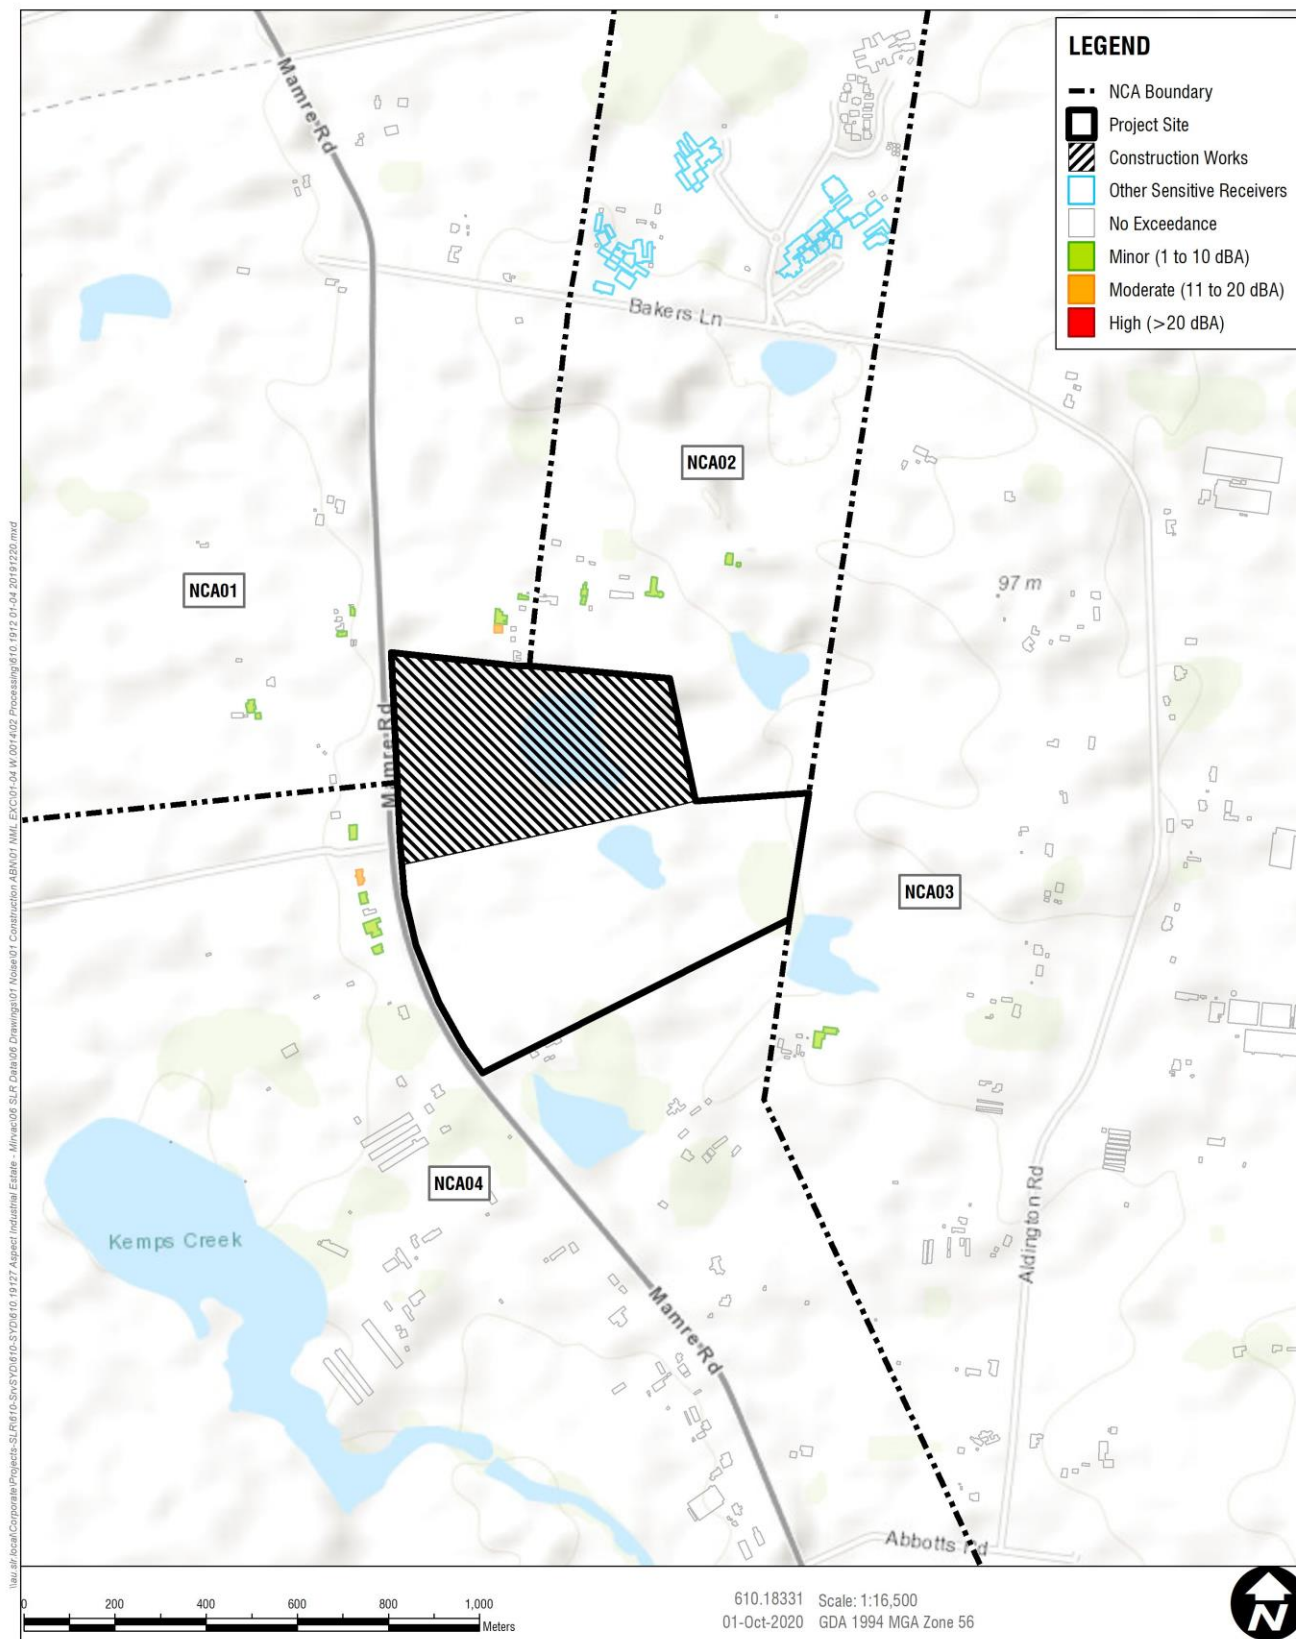 LEGEND
NCA Boundary
Project Site
Construction Works
Other Sensitive Receivers
No Exceedance
Minor (1 to 10 dBA)
Moderate (11 to 20 dBA)
High (>20 dBA)
Mamre Rd
Bakers Ln
NCA02
NCA01
97 m
Mamre Rd
NCA03
NCA04
Kemps Creek
Aldington Rd
Mamre Rd
Abbotts Rd
0 200 400 600 800 1,000
Meters
610.18331 Scale: 1:16,500
01-Oct-2020 GDA 1994 MGA Zone 56
N